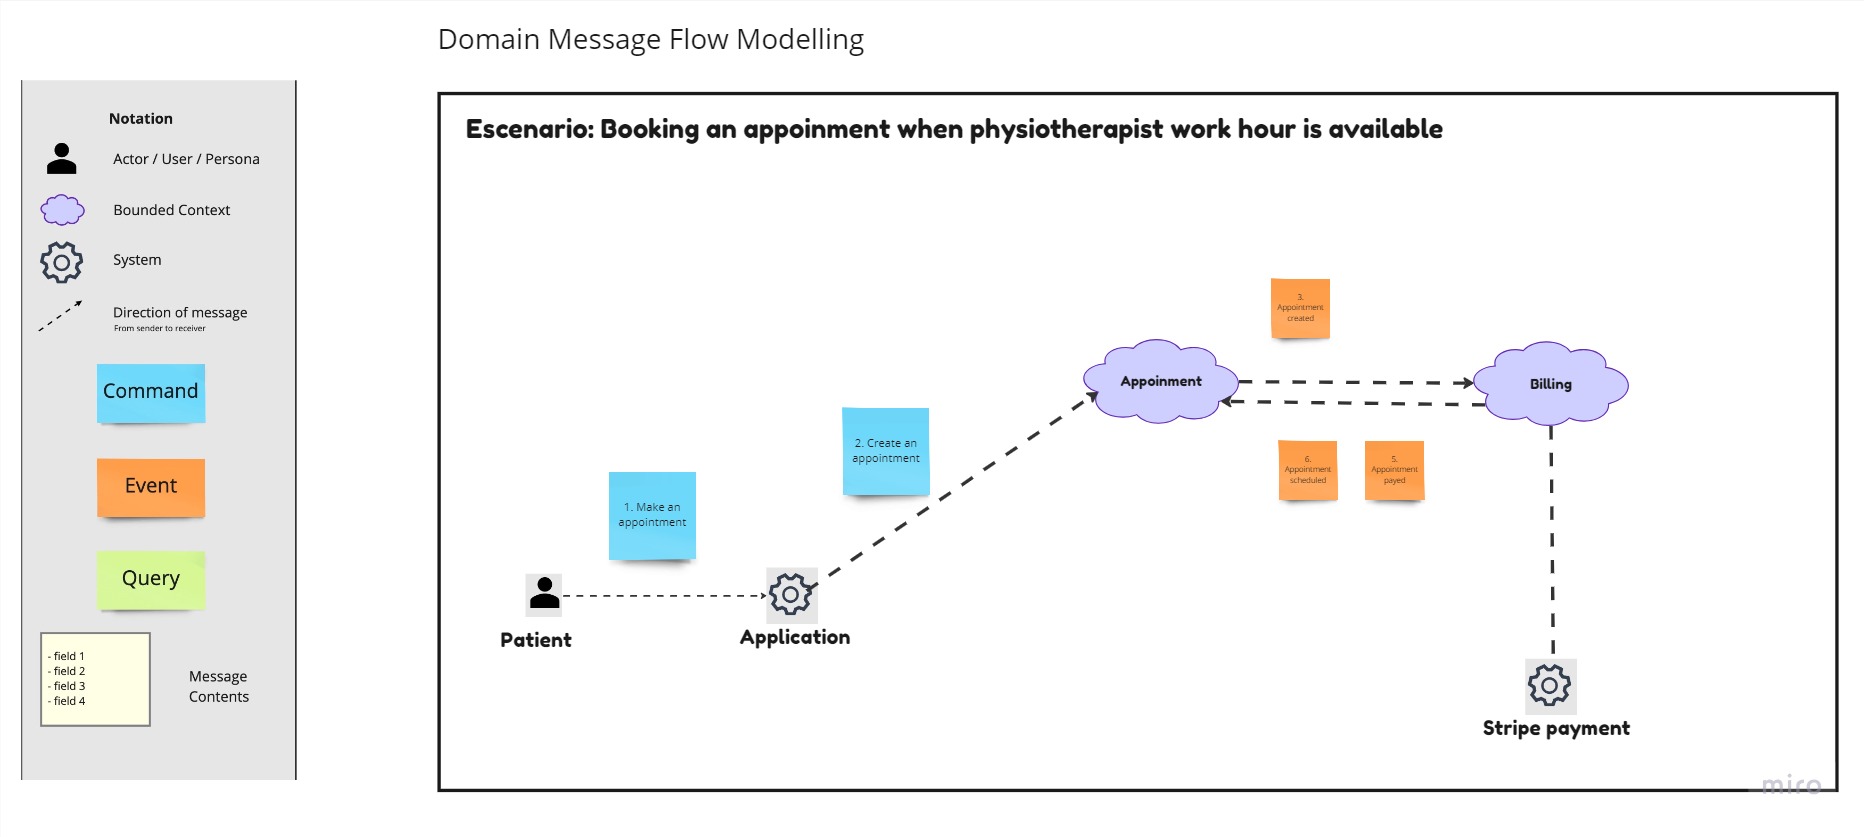 Domain Message Flow Modelling
Notation
Actor / User / Persona
Bounded Context
System
Direction of message
From sender to receiver
Command
Event
Query
- field 1
- field 2
- field 3
- field 4
Message
Contents
Escenario: Booking an appoinment when physiotherapist work hour is available
1. Make an
appointment
2. Create an
appointment
3.
Appointment
created
Appoinment
Billing
6.
Appointment
scheduled
5.
Appointment
payed
Patient
Application
Stripe payment
miro